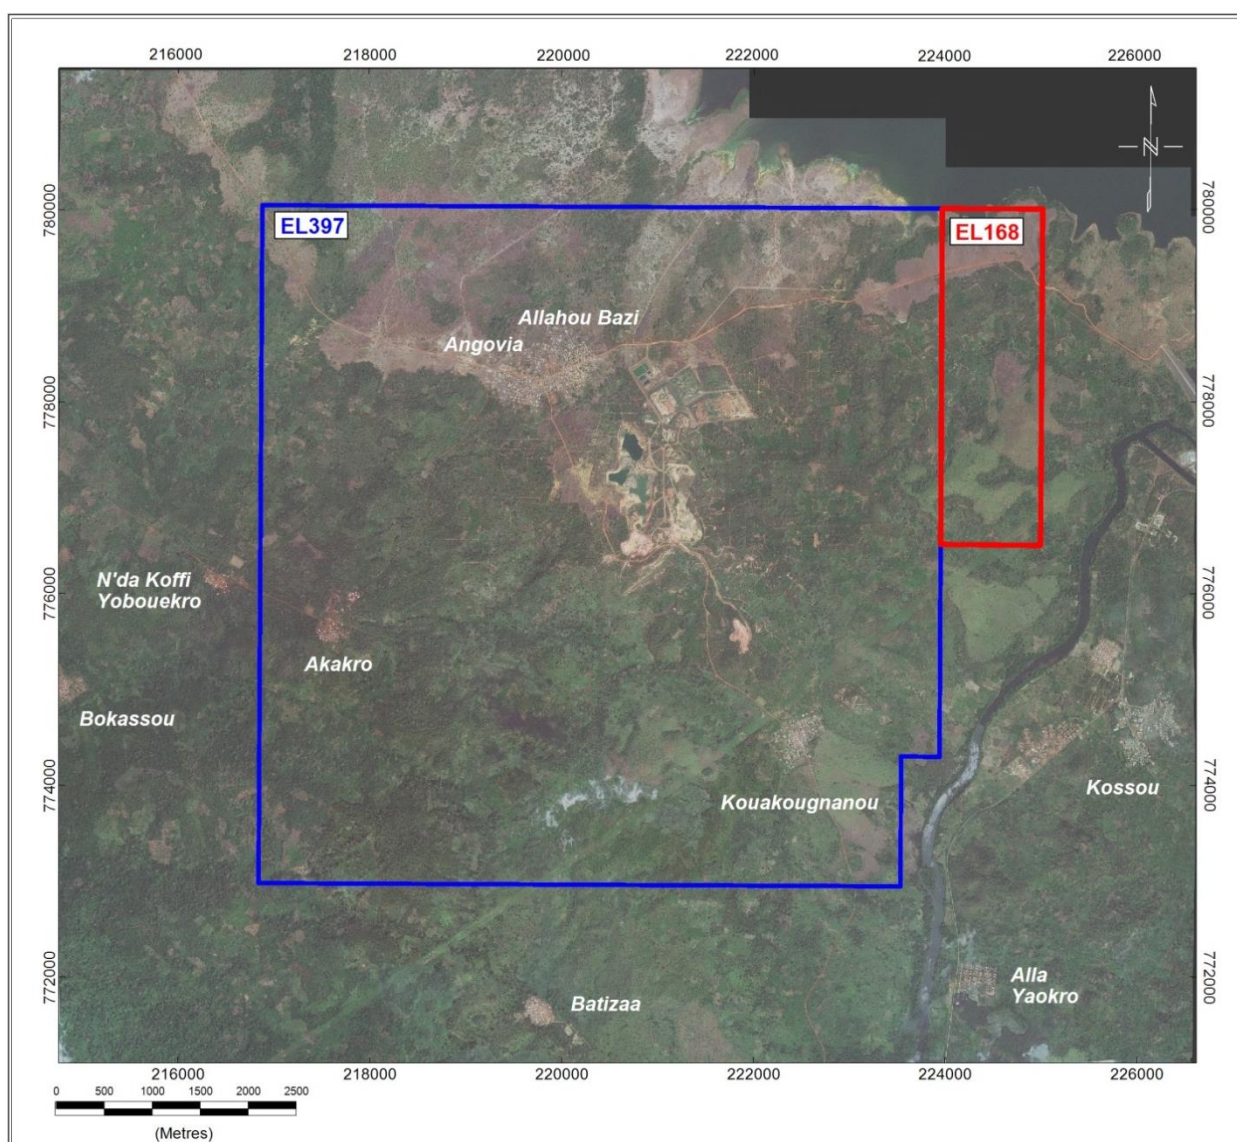 216000 218000 220000 222000 224000 226000
780000 780000
EL397 EL168
Allahou Bazi
Angovia
778000 778000
N'da Koffi
Yobouekro
776000 776000
Akakro
Bokassou
774000 774000
Kouakougnanou
Kossou
772000 772000
Alla
Yaokro
Batizaa
216000 218000 220000 222000 224000 226000
0 500 1000 1500 2000 2500
(Metres)
N